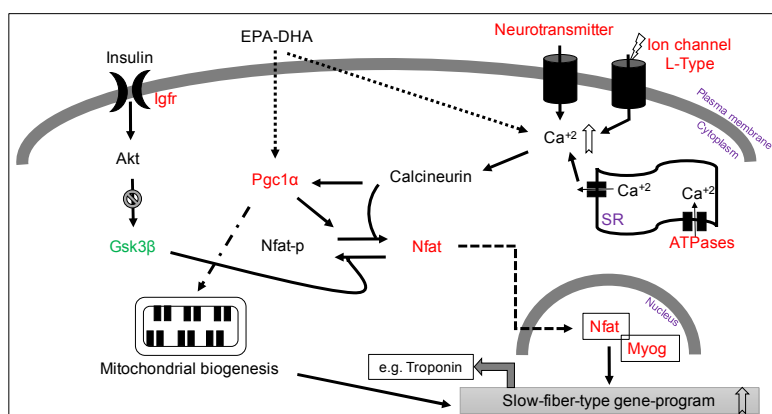 EPA-DHA
Neurotransmitter
Ion channel
L-Type
Insulin
Igfr
Plasma membrane
Cytoplasm
Akt
Ca+2
Pgc1α
Calcineurin
Ca+2
Ca+2
SR
ATPases
Gsk3β
Nfat-p
Nfat
Nucleus
Nfat
Myog
Mitochondrial biogenesis
e.g. Troponin
Slow-fiber-type gene-program